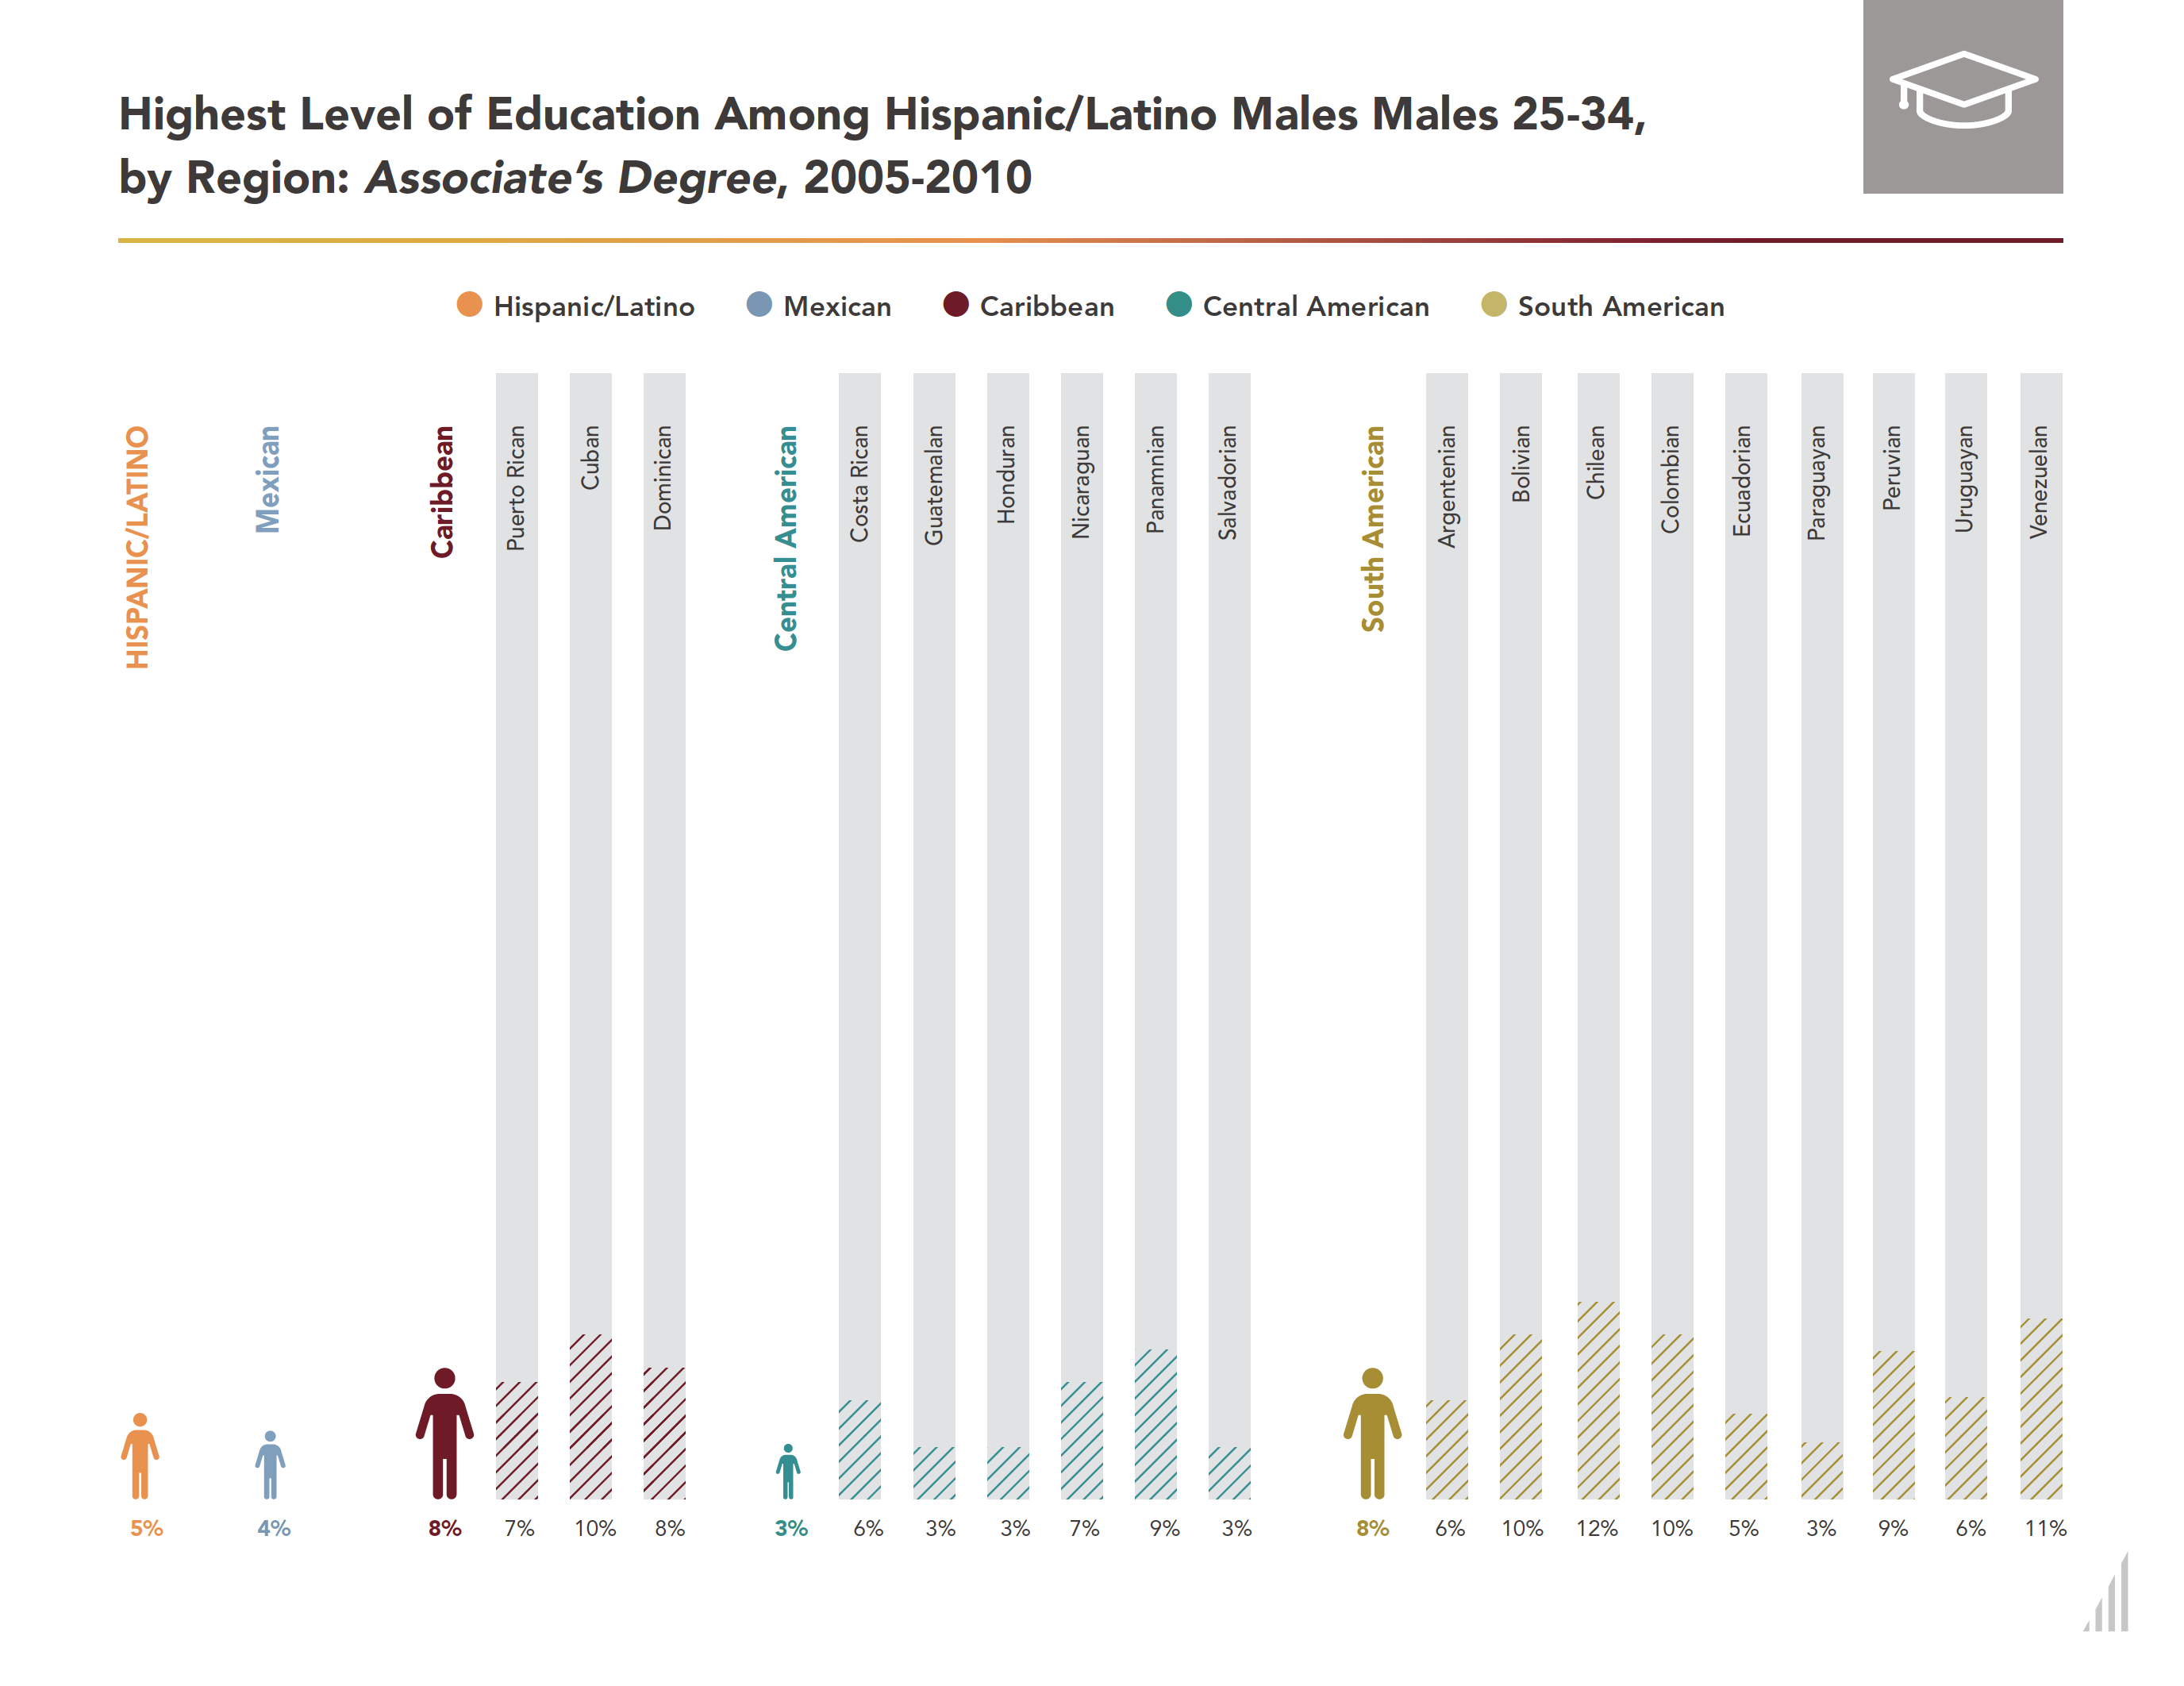 Highest Level of Education Among Hispanic/Latino Males Males 25-34,
by Region: Associate’s Degree, 2005-2010
Hispanic/Latino
Mexican
Caribbean
Central American
South American
HISPANIC/LATINO
Mexican
Caribbean
Puerto Rican
Cuban
Dominican
Central American
Costa Rican
Guatemalan
Honduran
Nicaraguan
Panamnian
Salvadorian
South American
Argentenian
Bolivian
Chilean
Colombian
Ecuadorian
Paraguayan
Peruvian
Uruguayan
Venezuelan
5%
4%
8%
7%
10%
8%
3%
6%
3%
3%
7%
9%
3%
8%
6%
10%
12%
10%
5%
3%
9%
6%
11%